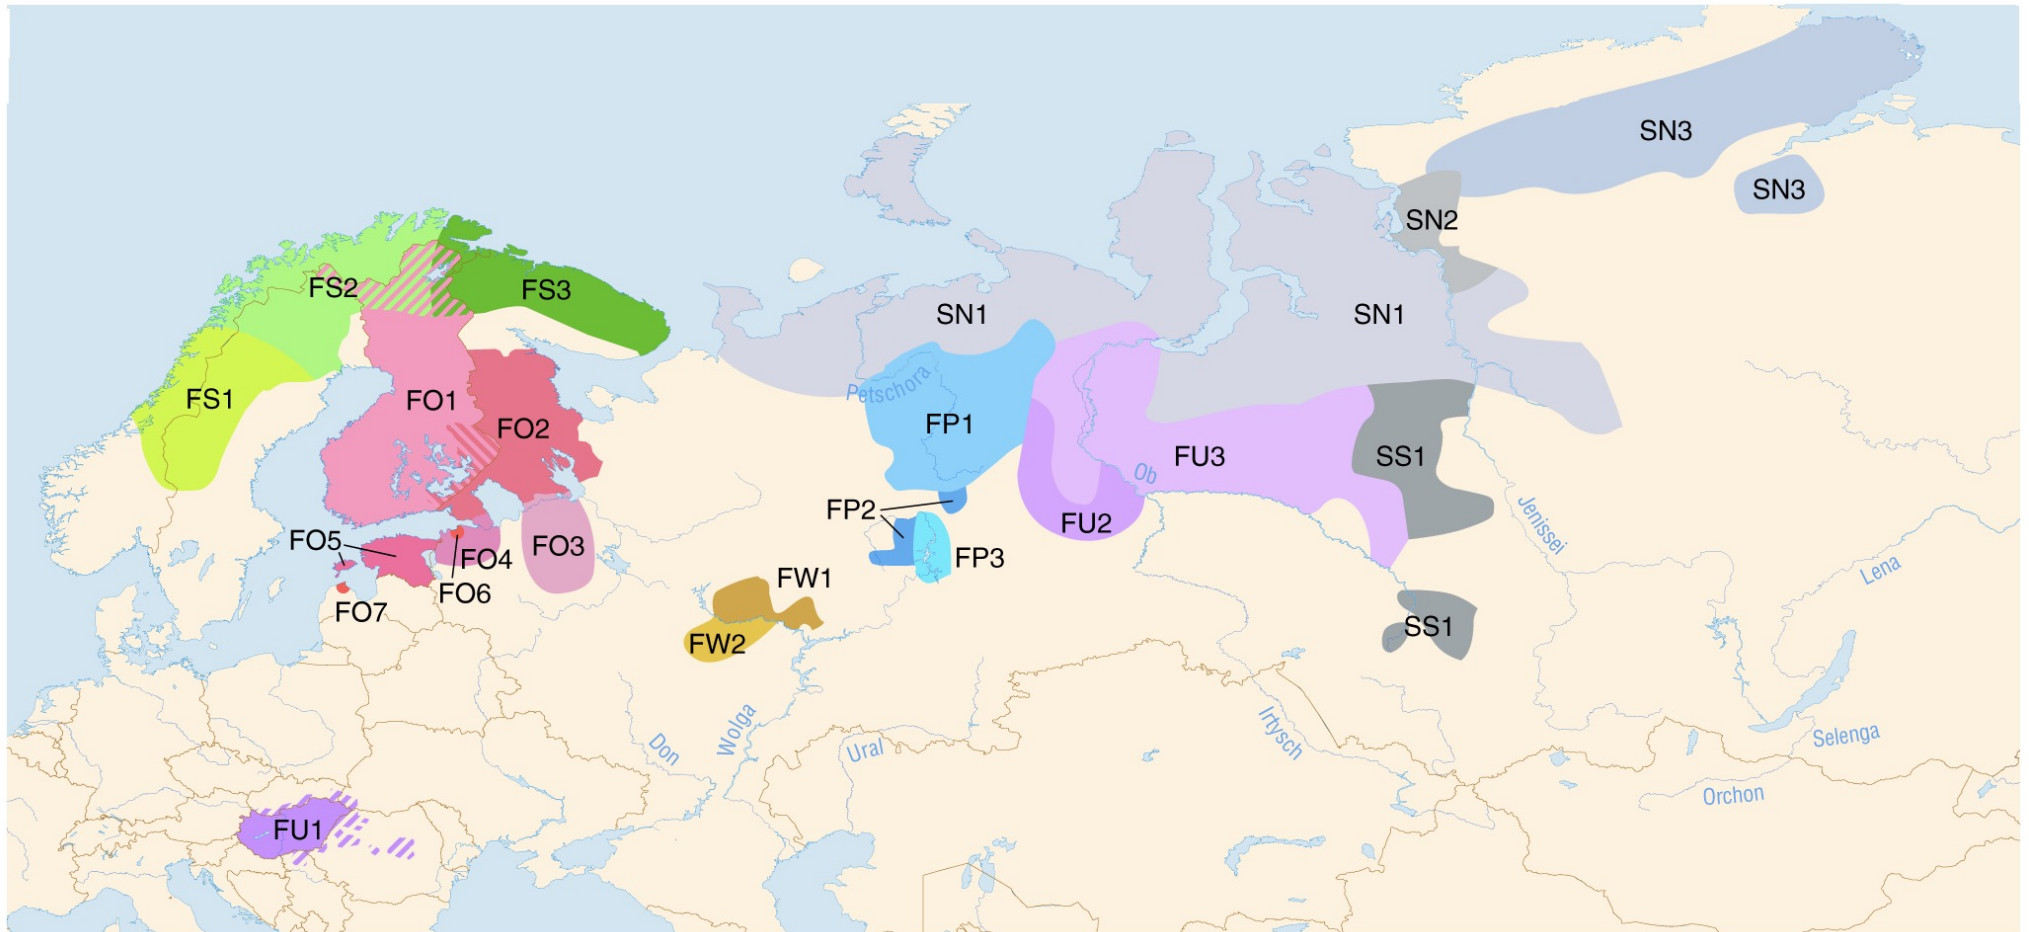 SN3
SN3
SN2
FS2
FS3
SN1
SN1
FS1
Petschora
FO1
FO2
FP1
FU3
SS1
Ob
FP2
FU2
Jenissei
FO5
FO4
FO3
FP3
FO6
FW1
Lena
FO7
FW2
SS1
Don
Wolga
Ural
Irtysch
Selenga
Orchon
FU1